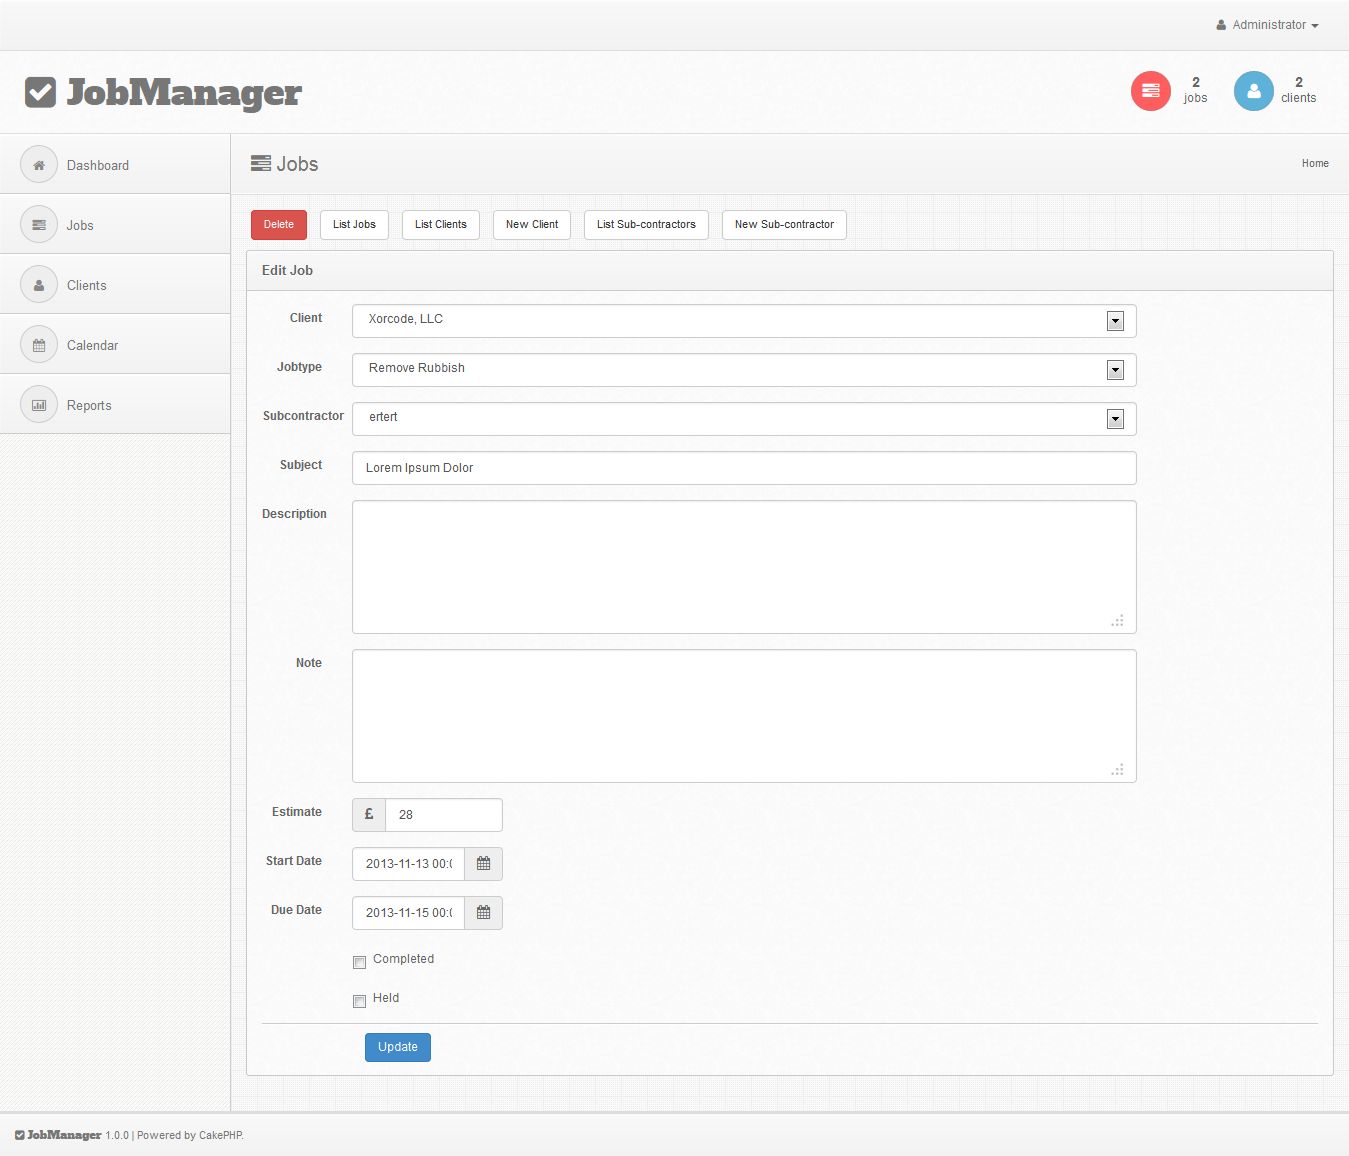 Administrator
JobManager
2 jobs
2 clients
Dashboard
Jobs
Clients
Calendar
Reports
Jobs
Home
Delete List Jobs List Clients New Client List Sub-contractors New Sub-contractor
Edit Job
Client Xorcode, LLC
Jobtype Remove Rubbish
Subcontractor ertert
Subject Lorem Ipsum Dolor
Description
Note
Estimate £ 28
Start Date 2013-11-13 00:
Due Date 2013-11-15 00:
Completed
Held
Update
JobManager 1.0.0 | Powered by CakePHP.